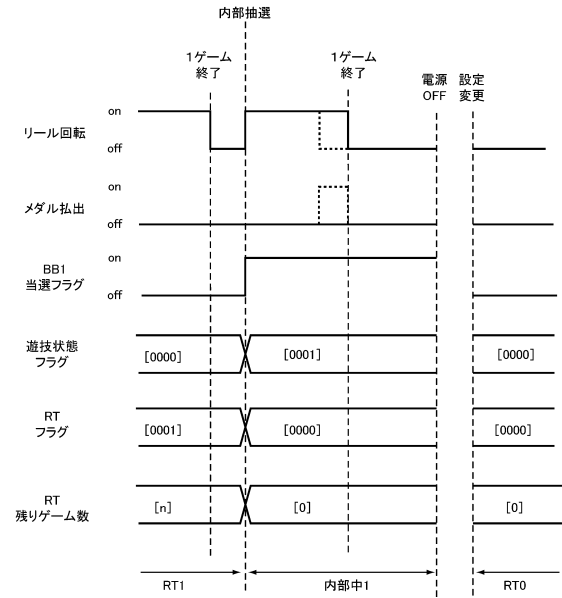 内部抽選
1ゲーム
終了
1ゲーム
終了
電源
OFF
設定
変更
リール回転
on
off
メダル払出
on
off
BB1
当選フラグ
on
off
遊技状態
フラグ
[0000]
[0001]
[0000]
RT
フラグ
[0001]
[0000]
[0000]
RT
残りゲーム数
[n]
[0]
[0]
RT1
内部中1
RT0